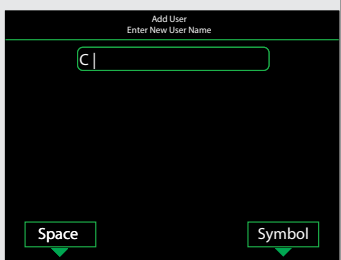 Add User
Enter New User Name
C |
Space
Symbol